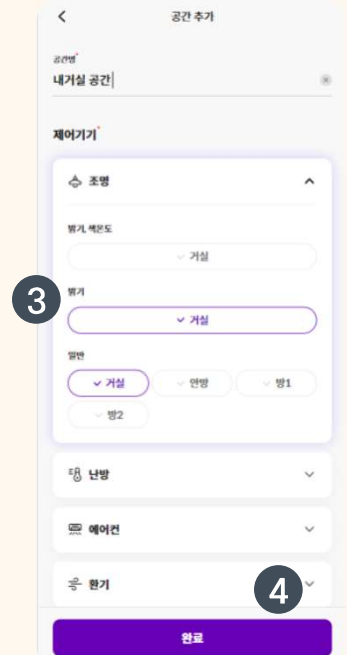 공간 추가
공간명*
내거실 공간
제어기기*
조명
밝기, 색온도
거실
3
밝기
거실
일반
거실 안방 방1
방2
난방
에어컨
환기
4
완료